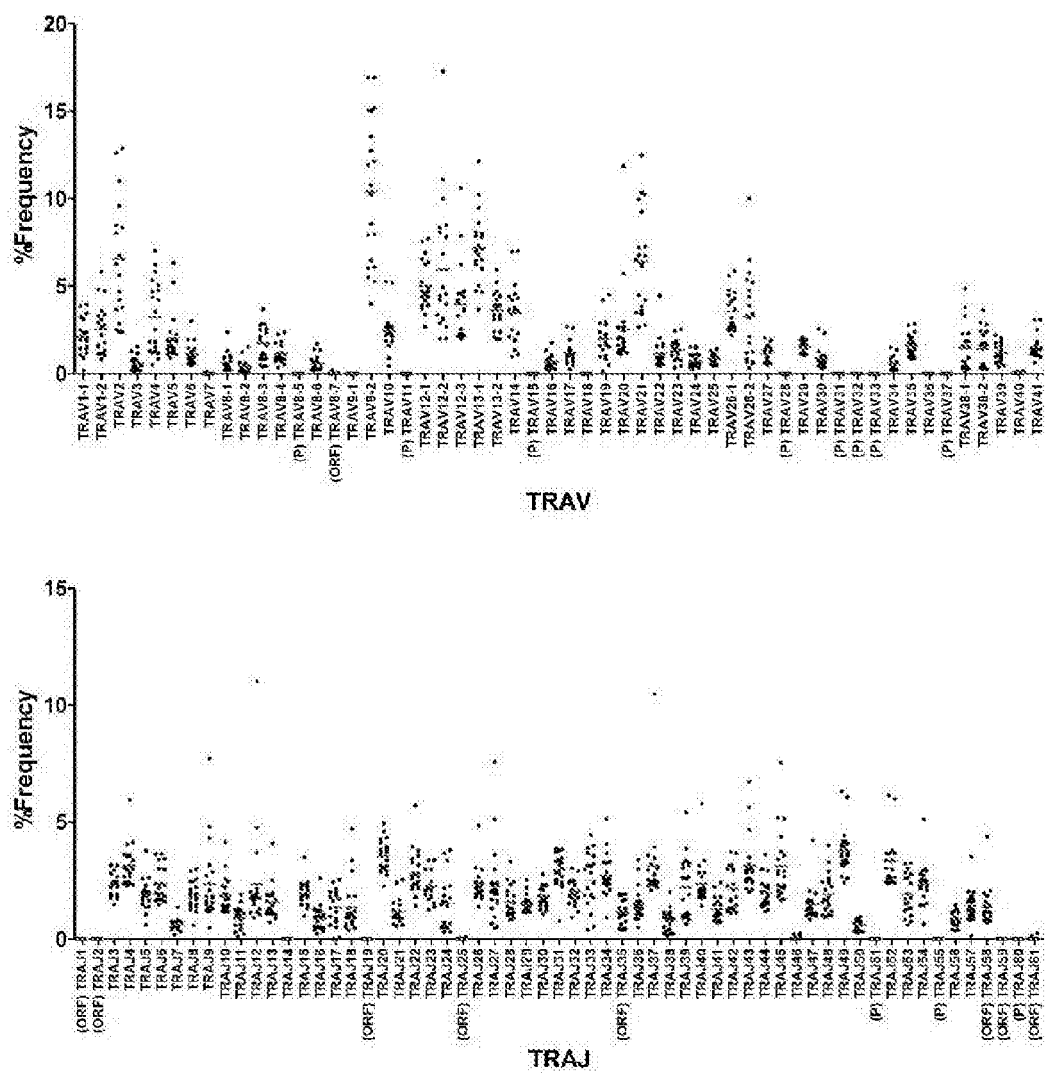 20
15
10
5
0
%Frequency
TRAV1-1
TRAV1-2
TRAV2
TRAV3
TRAV4
TRAV5
TRAV6
TRAV7
TRAV8-1
TRAV8-2
TRAV8-3
TRAV8-4
(P) TRAV8-5
TRAV8-6
(ORF) TRAV8-7
TRAV9-1
TRAV9-2
TRAV10
(P) TRAV11
TRAV12-1
TRAV12-2
TRAV12-3
TRAV13-1
TRAV13-2
TRAV14
(P) TRAV15
TRAV16
TRAV17
TRAV18
TRAV19
TRAV20
TRAV21
TRAV22
TRAV23
TRAV24
TRAV25
TRAV26-1
TRAV26-2
TRAV27
(P) TRAV28
TRAV29
TRAV30
(P) TRAV31
(P) TRAV32
(P) TRAV33
TRAV34
TRAV35
TRAV36
(P) TRAV37
TRAV38-1
TRAV38-2
TRAV39
TRAV40
TRAV41
TRAV
15
10
5
0
%Frequency
(ORF) TRAJ1
(ORF) TRAJ2
TRAJ3
TRAJ4
TRAJ5
TRAJ6
TRAJ7
TRAJ8
TRAJ9
TRAJ10
TRAJ11
TRAJ12
TRAJ13
TRAJ14
TRAJ15
TRAJ16
TRAJ17
TRAJ18
(ORF) TRAJ19
TRAJ20
TRAJ21
TRAJ22
TRAJ23
TRAJ24
(ORF) TRAJ25
TRAJ26
TRAJ27
TRAJ28
TRAJ29
TRAJ30
TRAJ31
TRAJ32
TRAJ33
TRAJ34
(ORF) TRAJ35
TRAJ36
TRAJ37
TRAJ38
TRAJ39
TRAJ40
TRAJ41
TRAJ42
TRAJ43
TRAJ44
TRAJ45
TRAJ46
TRAJ47
TRAJ48
TRAJ49
TRAJ50
(P) TRAJ51
TRAJ52
TRAJ53
TRAJ54
(P) TRAJ55
TRAJ56
TRAJ57
(ORF) TRAJ58
(ORF) TRAJ59
(P) TRAJ60
(ORF) TRAJ61
TRAJ